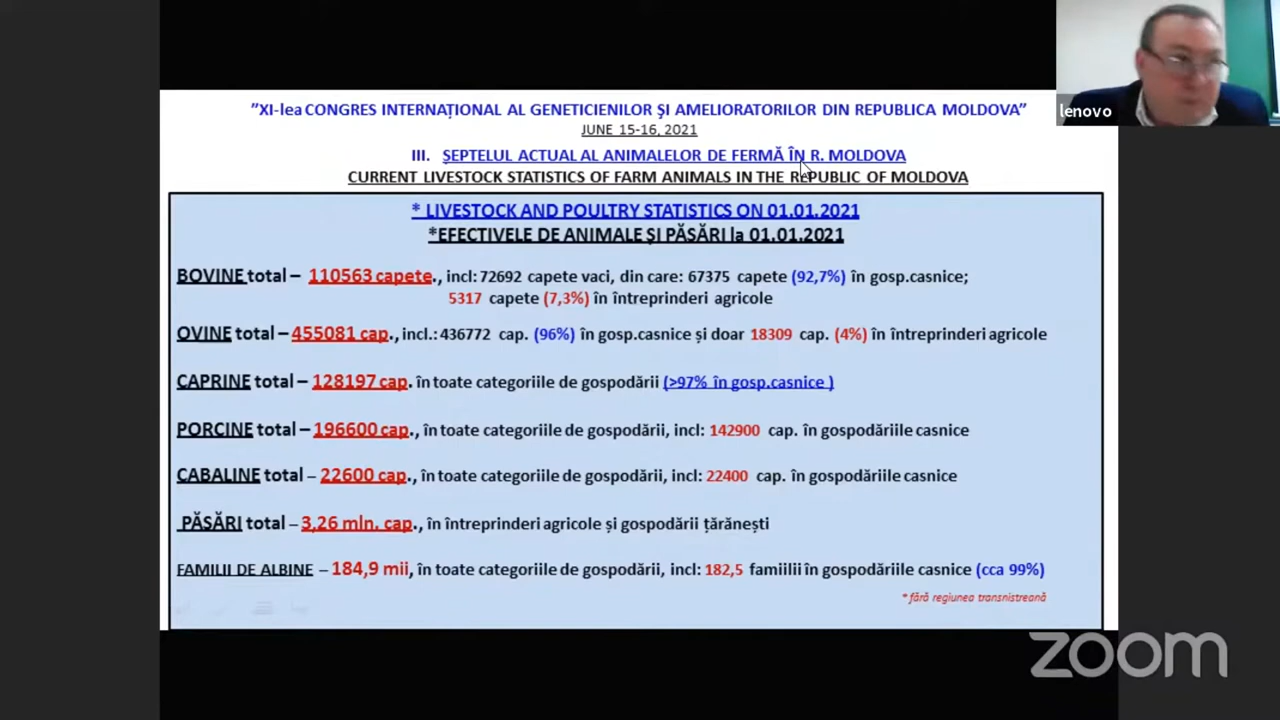 ”XI-lea CONGRES INTERNAȚIONAL AL GENETICIENILOR ŞI AMELIORATORILOR DIN REPUBLICA MOLDOVA”
JUNE 15-16, 2021
III. ŞEPTELUL ACTUAL AL ANIMALELOR DE FERMĂ ÎN R. MOLDOVA
CURRENT LIVESTOCK STATISTICS OF FARM ANIMALS IN THE REPUBLIC OF MOLDOVA
* LIVESTOCK AND POULTRY STATISTICS ON 01.01.2021
*EFECTIVELE DE ANIMALE ŞI PĂSĂRI la 01.01.2021
BOVINE total – 110563 capete., incl: 72692 capete vaci, din care: 67375 capete (92,7%) în gosp.casnice;
5317 capete (7,3%) în întreprinderi agricole
OVINE total – 455081 cap., incl.: 436772 cap. (96%) în gosp.casnice și doar 18309 cap. (4%) în întreprinderi agricole
CAPRINE total – 128197 cap. în toate categoriile de gospodării (>97% în gosp.casnice )
PORCINE total – 196600 cap., în toate categoriile de gospodării, incl: 142900 cap. în gospodăriile casnice
CABALINE total – 22600 cap., în toate categoriile de gospodării, incl: 22400 cap. în gospodăriile casnice
PĂSĂRI total – 3,26 mln. cap., în întreprinderi agricole și gospodării țărănești
FAMILII DE ALBINE – 184,9 mii, în toate categoriile de gospodării, incl: 182,5 famiilii în gospodăriile casnice (cca 99%)
* fără regiunea transnistreană
lenovo
zoom